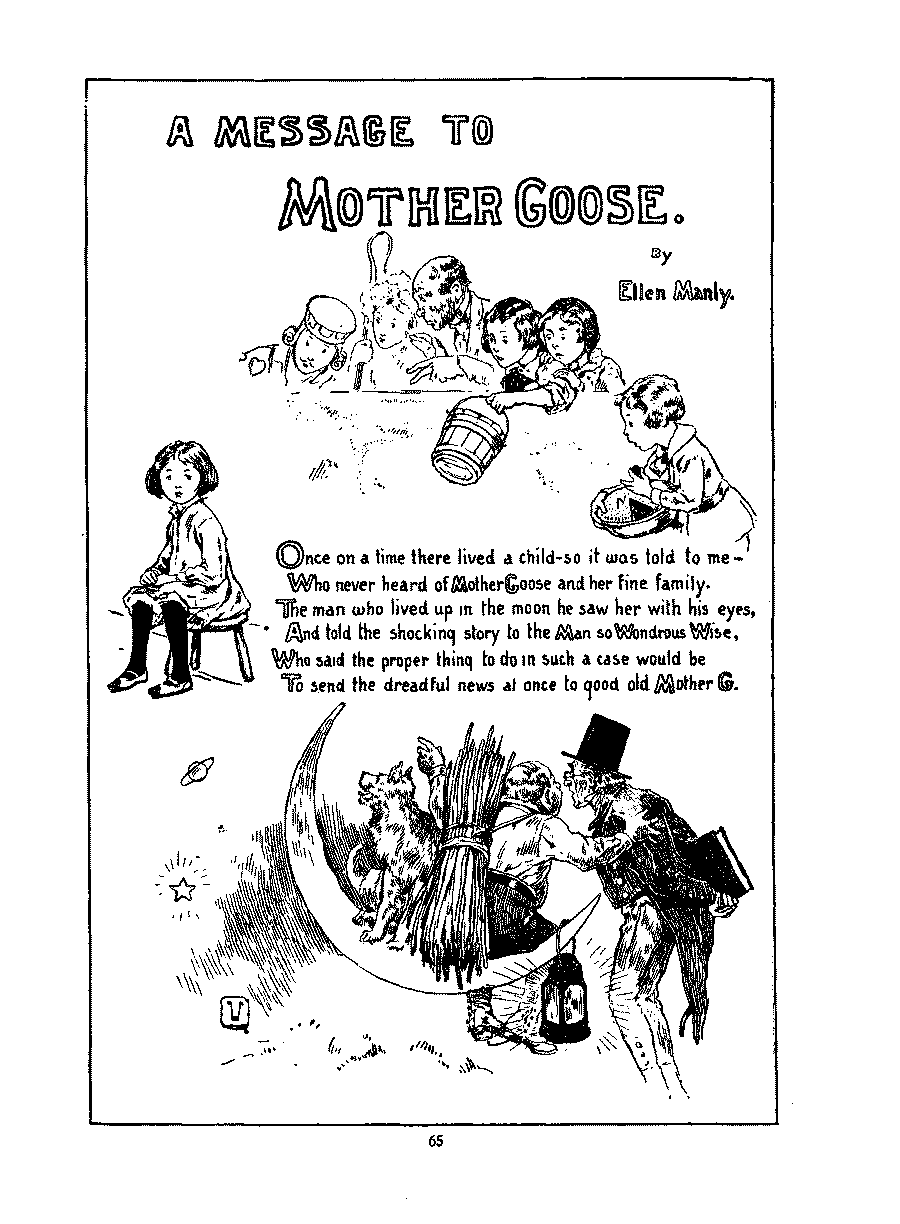 A MESSAGE TO
MOTHER GOOSE.
By
Ellen Manly.
Once on a time there lived a child-so it was told to me-
Who never heard of Mother Goose and her fine family.
The man who lived up in the moon he saw her with his eyes,
And told the shocking story to the Man so Wondrous Wise,
Who said the proper thing to do in such a case would be
To send the dreadful news at once to good old Mother G.
65